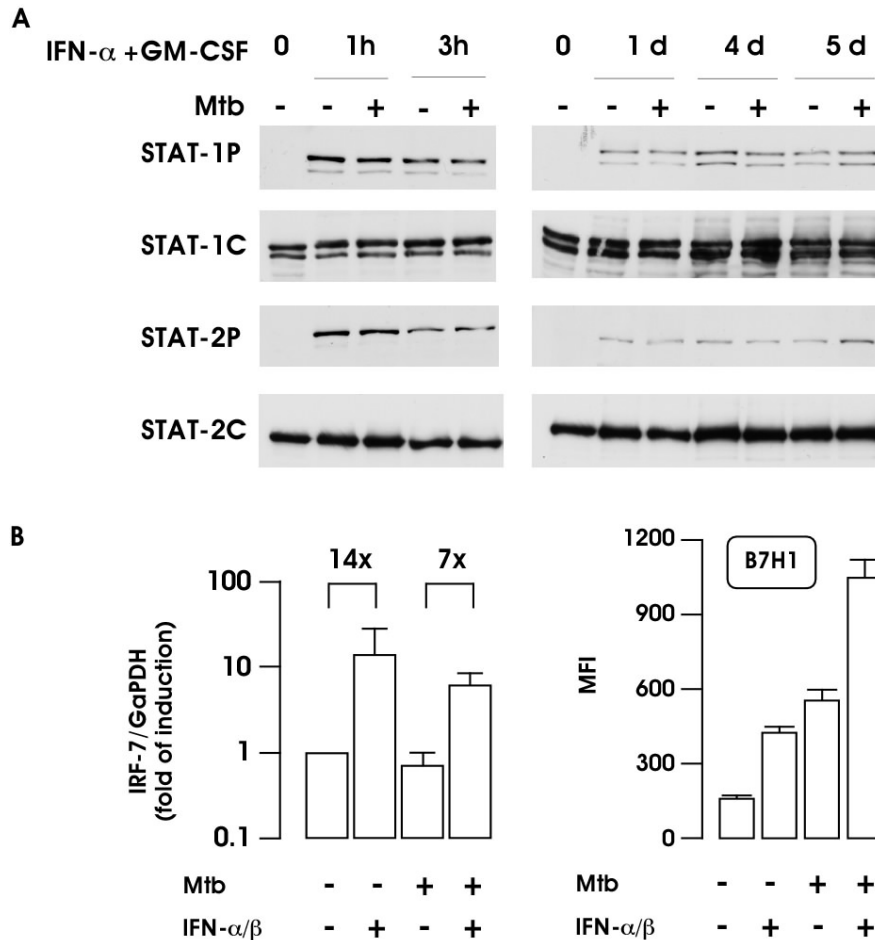 A
IFN-α +GM-CSF 0 1h 3h 0 1 d 4 d 5 d
Mtb - - + - + - - + - + - +
STAT-1P
STAT-1C
STAT-2P
STAT-2C
B
14x 7x
100
10
1
0.1
IRF-7/GaPDH
(fold of induction)
Mtb - - + +
IFN-α/β - + - +
B7H1
1200
900
600
300
0
MFI
Mtb - - + +
IFN-α/β - + - +